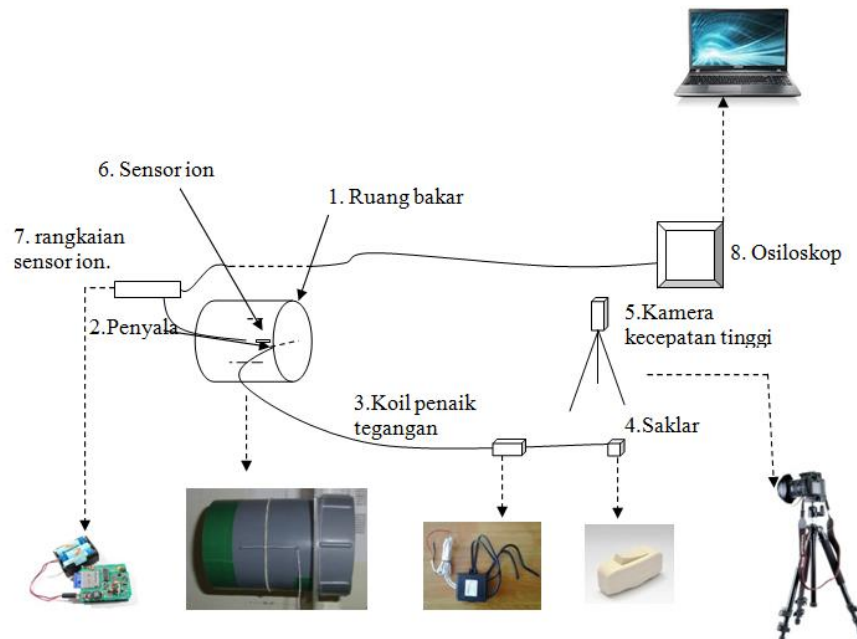 6. Sensor ion
1. Ruang bakar
7. rangkaian
sensor ion.
8. Osiloskop
2.Penyala
5.Kamera
kecepatan tinggi
3.Koil penaik
tegangan
4.Saklar